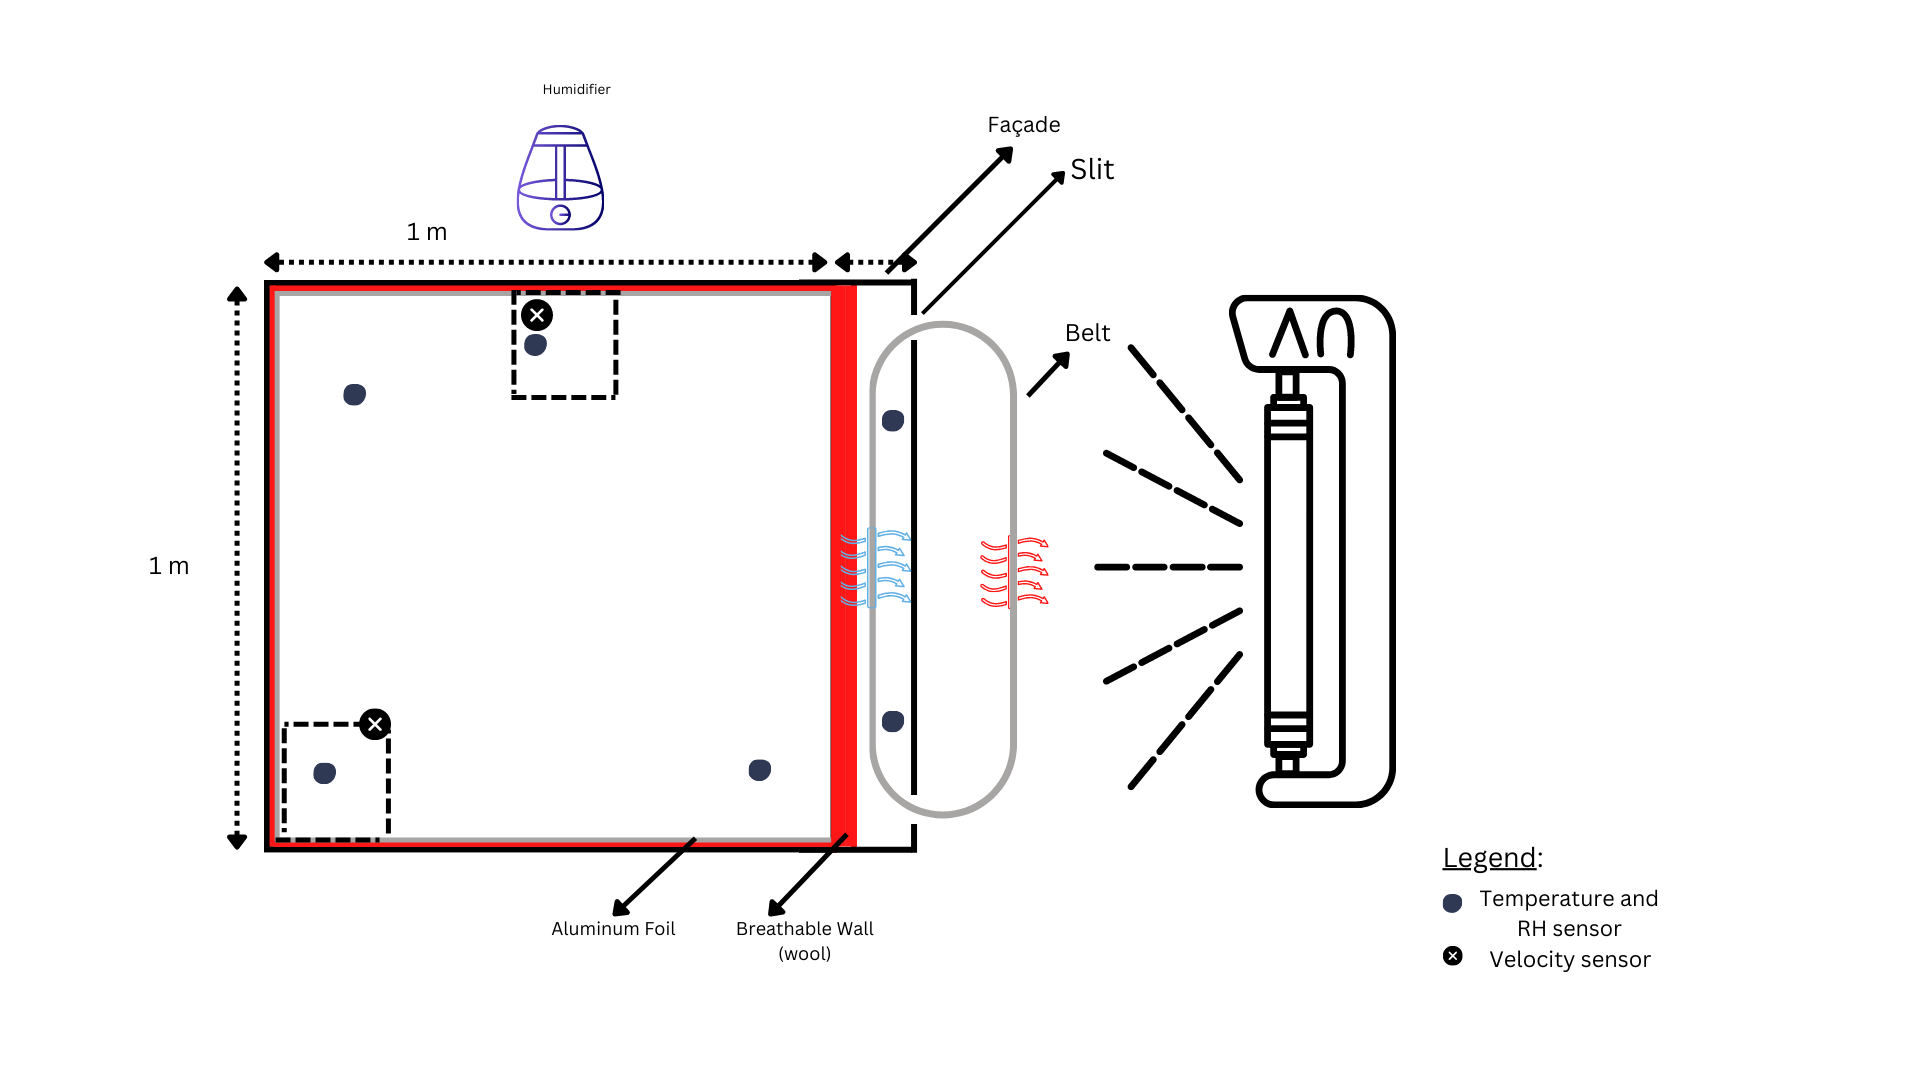 Humidifier
Façade
Slit
1 m
Belt
1 m
Aluminum Foil
Breathable Wall
(wool)
Legend:
Temperature and
RH sensor
Velocity sensor